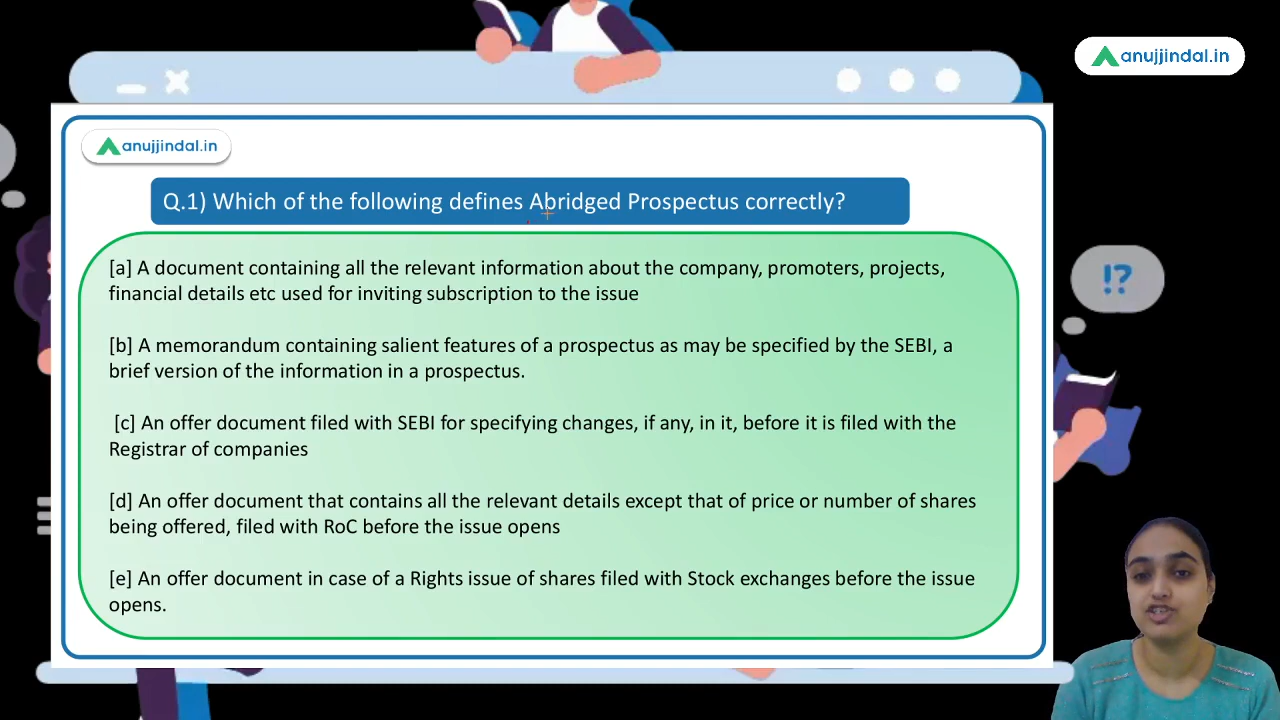 anujjindal.in
anujjindal.in
Q.1) Which of the following defines Abridged Prospectus correctly?
[a] A document containing all the relevant information about the company, promoters, projects,
financial details etc used for inviting subscription to the issue
[b] A memorandum containing salient features of a prospectus as may be specified by the SEBI, a
brief version of the information in a prospectus.
[c] An offer document filed with SEBI for specifying changes, if any, in it, before it is filed with the
Registrar of companies
[d] An offer document that contains all the relevant details except that of price or number of shares
being offered, filed with RoC before the issue opens
[e] An offer document in case of a Rights issue of shares filed with Stock exchanges before the issue
opens.
!?